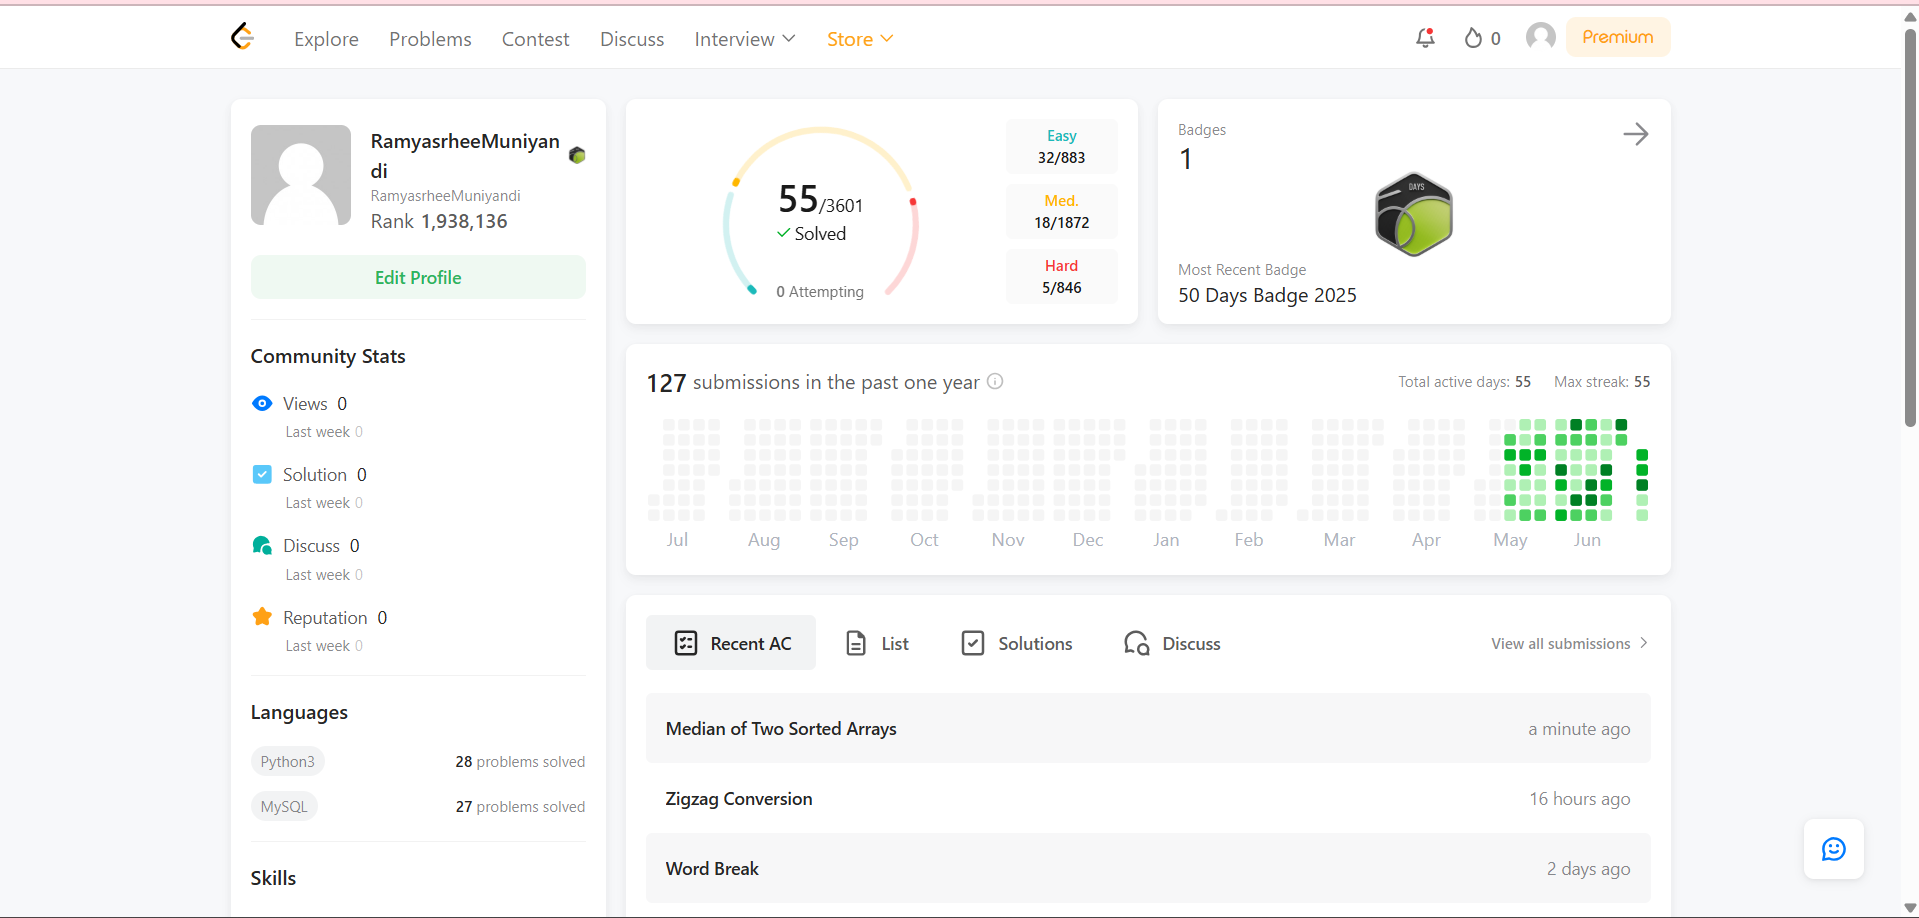 Explore Problems Contest Discuss Interview Store 0 Premium
RamyasrheeMuniyan
di
RamyasrheeMuniyandi
Rank 1,938,136
Edit Profile
Community Stats
Views 0
Last week 0
Solution 0
Last week 0
Discuss 0
Last week 0
Reputation 0
Last week 0
Languages
Python3 28 problems solved
MySQL 27 problems solved
Skills
55/3601
Solved
0 Attempting
Easy
32/883
Med.
18/1872
Hard
5/846
Badges
1
DAYS
Most Recent Badge
50 Days Badge 2025
127 submissions in the past one year Total active days: 55 Max streak: 55
Jul Aug Sep Oct Nov Dec Jan Feb Mar Apr May Jun
Recent AC List Solutions Discuss View all submissions
Median of Two Sorted Arrays a minute ago
Zigzag Conversion 16 hours ago
Word Break 2 days ago